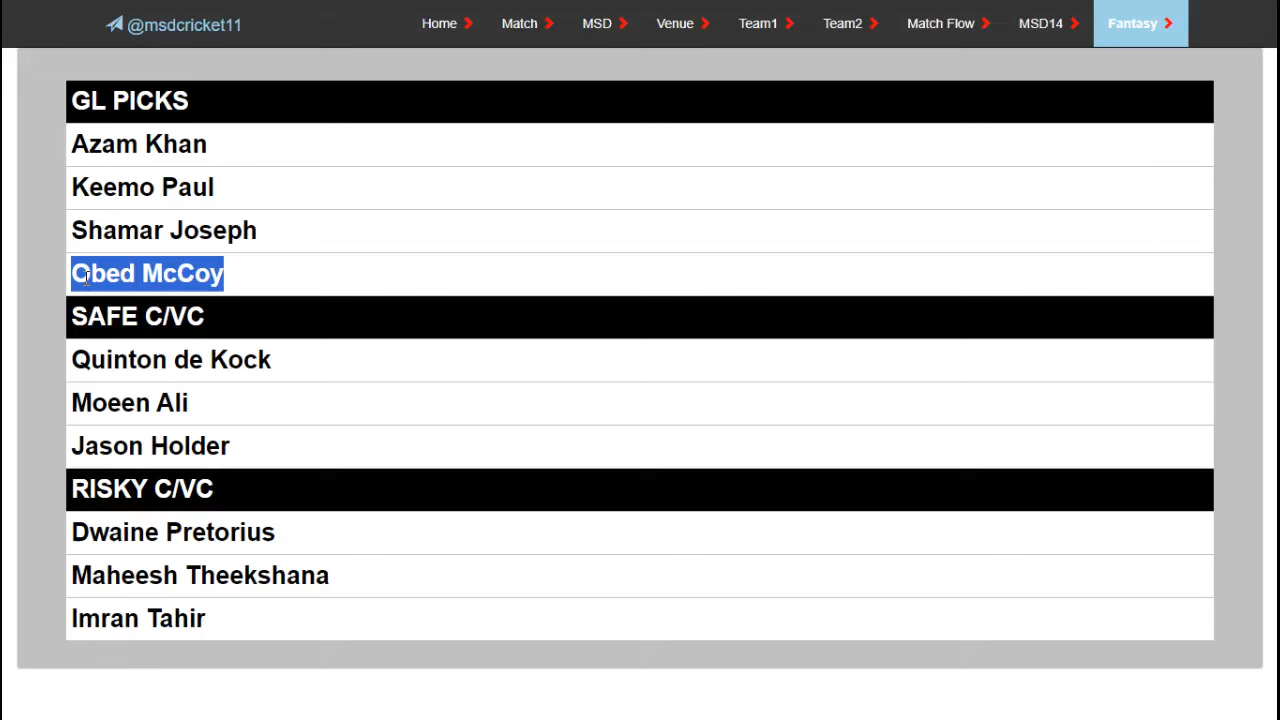 @msdcricket11 Home Match MSD Venue Team1 Team2 Match Flow MSD14 Fantasy
GL PICKS
Azam Khan
Keemo Paul
Shamar Joseph
Obed McCoy
SAFE C/VC
Quinton de Kock
Moeen Ali
Jason Holder
RISKY C/VC
Dwaine Pretorius
Maheesh Theekshana
Imran Tahir